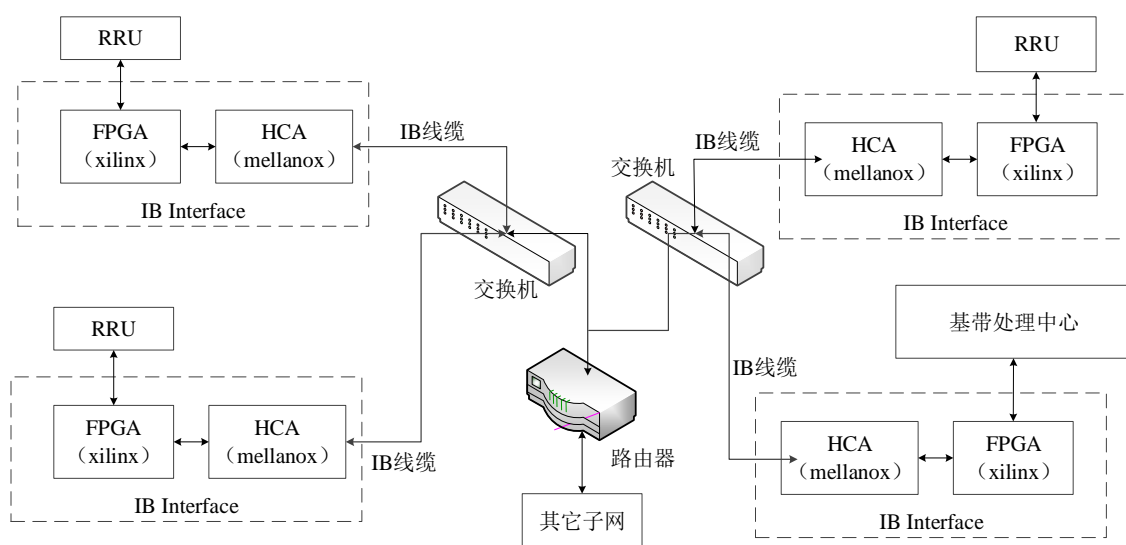 RRU
FPGA
（xilinx）
HCA
（mellanox）
IB Interface
IB线缆
交换机
RRU
HCA
（mellanox）
FPGA
（xilinx）
IB Interface
IB线缆
交换机
RRU
FPGA
（xilinx）
HCA
（mellanox）
IB Interface
IB线缆
路由器
其它子网
基带处理中心
IB线缆
HCA
（mellanox）
FPGA
（xilinx）
IB Interface